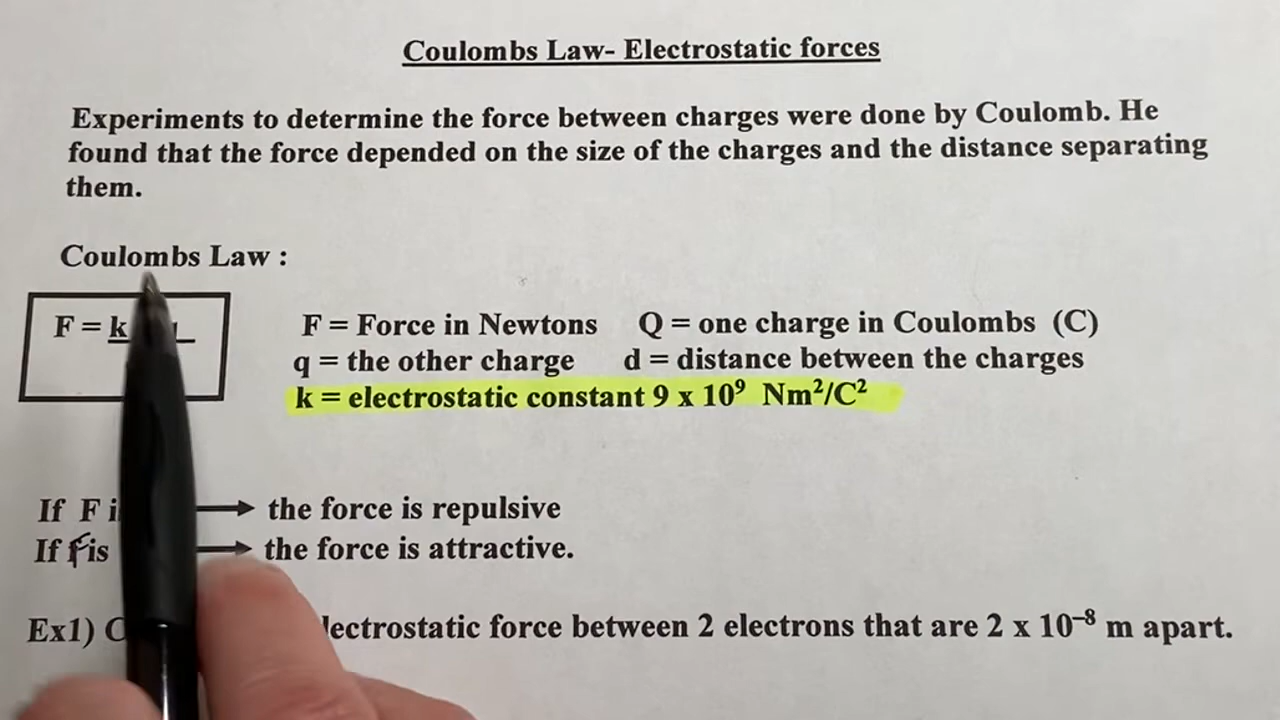 Coulombs Law- Electrostatic forces
Experiments to determine the force between charges were done by Coulomb. He
found that the force depended on the size of the charges and the distance separating
them.
Coulombs Law :
F = k
F = Force in Newtons Q = one charge in Coulombs (C)
q = the other charge d = distance between the charges
k = electrostatic constant 9 x 10⁹ Nm²/C²
If F → the force is repulsive
If F is → the force is attractive.
Ex1) force between 2 electrons that are 2 x 10⁻⁸ m apart.